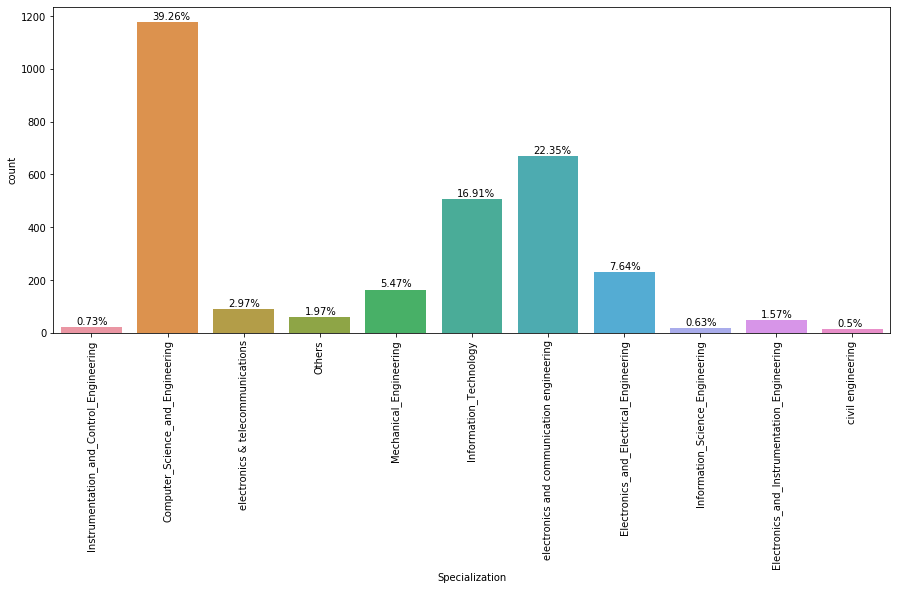 39.26%
1200
1000
22.35%
count
800
16.91%
600
400
7.64%
5.47%
200
2.97%
1.97%
1.57%
0.73%
0.63%
0.5%
0
Instrumentation_and_Control_Engineering
Computer_Science_and_Engineering
electronics & telecommunications
Others
Mechanical_Engineering
Information_Technology
electronics and communication engineering
Electronics_and_Electrical_Engineering
Information_Science_Engineering
Electronics_and_Instrumentation_Engineering
civil engineering
Specialization